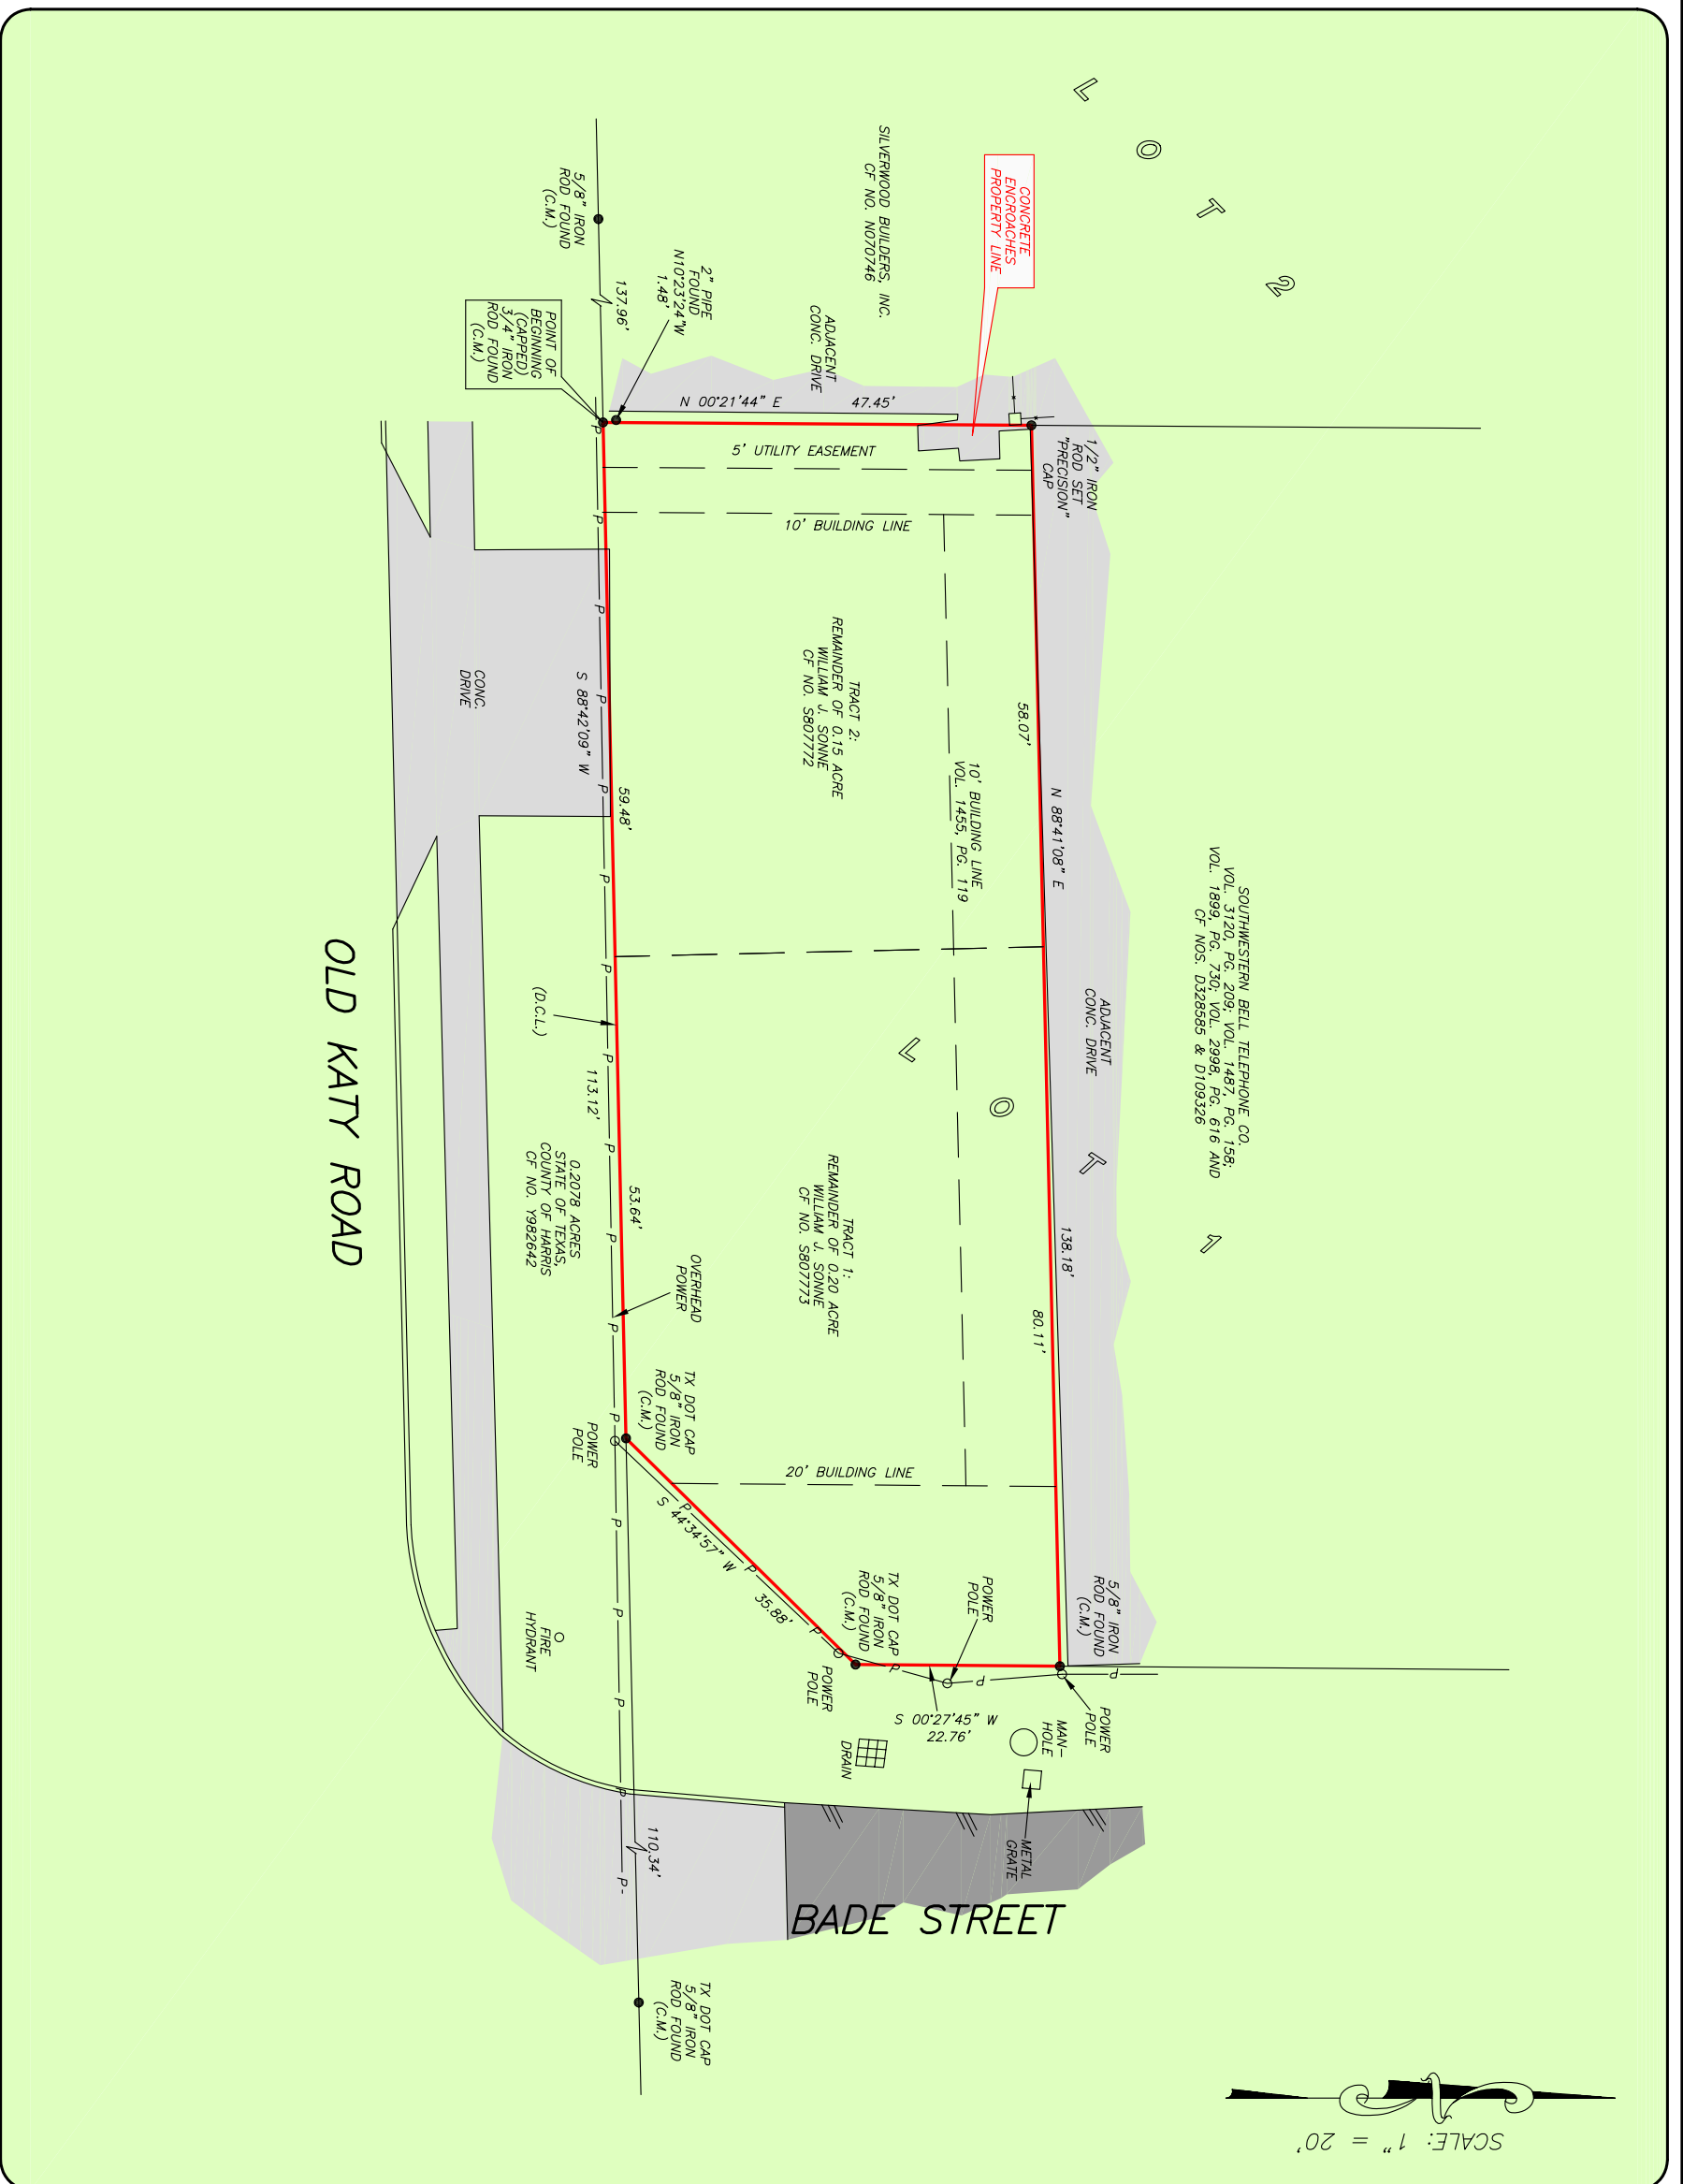 L O T 2
CONCRETE
ENCROACHES
PROPERTY LINE
SILVERWOOD BUILDERS, INC.
CF NO. N070746
ADJACENT
CONC. DRIVE
5/8" IRON
ROD FOUND
(C.M.)
137.96'
2" PIPE
FOUND
N10°23'24"W
1.48'
POINT OF
BEGINNING
(CAPPED)
3/4" IRON
ROD FOUND
(C.M.)
N 00°21'44" E 47.45'
5' UTILITY EASEMENT
10' BUILDING LINE
1/2" IRON
ROD SET
"PRECISION"
CAP
58.07'
N 88°41'08" E
138.18'
80.11'
SOUTHWESTERN BELL TELEPHONE CO.
VOL. 3120, PG. 209; VOL. 1487, PG. 158;
VOL. 1899, PG. 730; VOL. 2998, PG. 616 AND
CF NOS. D328585 & D109326
ADJACENT
CONC. DRIVE
10' BUILDING LINE
VOL. 1455, PG. 119
TRACT 2:
REMAINDER OF 0.15 ACRE
WILLIAM J. SONNE
CF NO. S807772
L O T 1
TRACT 1:
REMAINDER OF 0.20 ACRE
WILLIAM J. SONNE
CF NO. S807773
S 88°42'09" W
59.48'
CONC.
DRIVE
(D.C.L.)
113.12'
53.64'
0.2078 ACRES
STATE OF TEXAS,
COUNTY OF HARRIS
CF NO. Y982642
OVERHEAD
POWER
TX DOT CAP
5/8" IRON
ROD FOUND
(C.M.)
POWER
POLE
20' BUILDING LINE
S 44°34'57" W
35.88'
TX DOT CAP
5/8" IRON
ROD FOUND
(C.M.)
POWER
POLE
5/8" IRON
ROD FOUND
(C.M.)
POWER
POLE
POWER
POLE
S 00°27'45" W
22.76'
MAN-
HOLE
DRAIN
METAL
GRATE
FIRE
HYDRANT
P P P P P P P P P P P P P P P P
P P P P P P
110.34'
OLD KATY ROAD
BADE STREET
TX DOT CAP
5/8" IRON
ROD FOUND
(C.M.)
N
SCALE: 1" = 20'